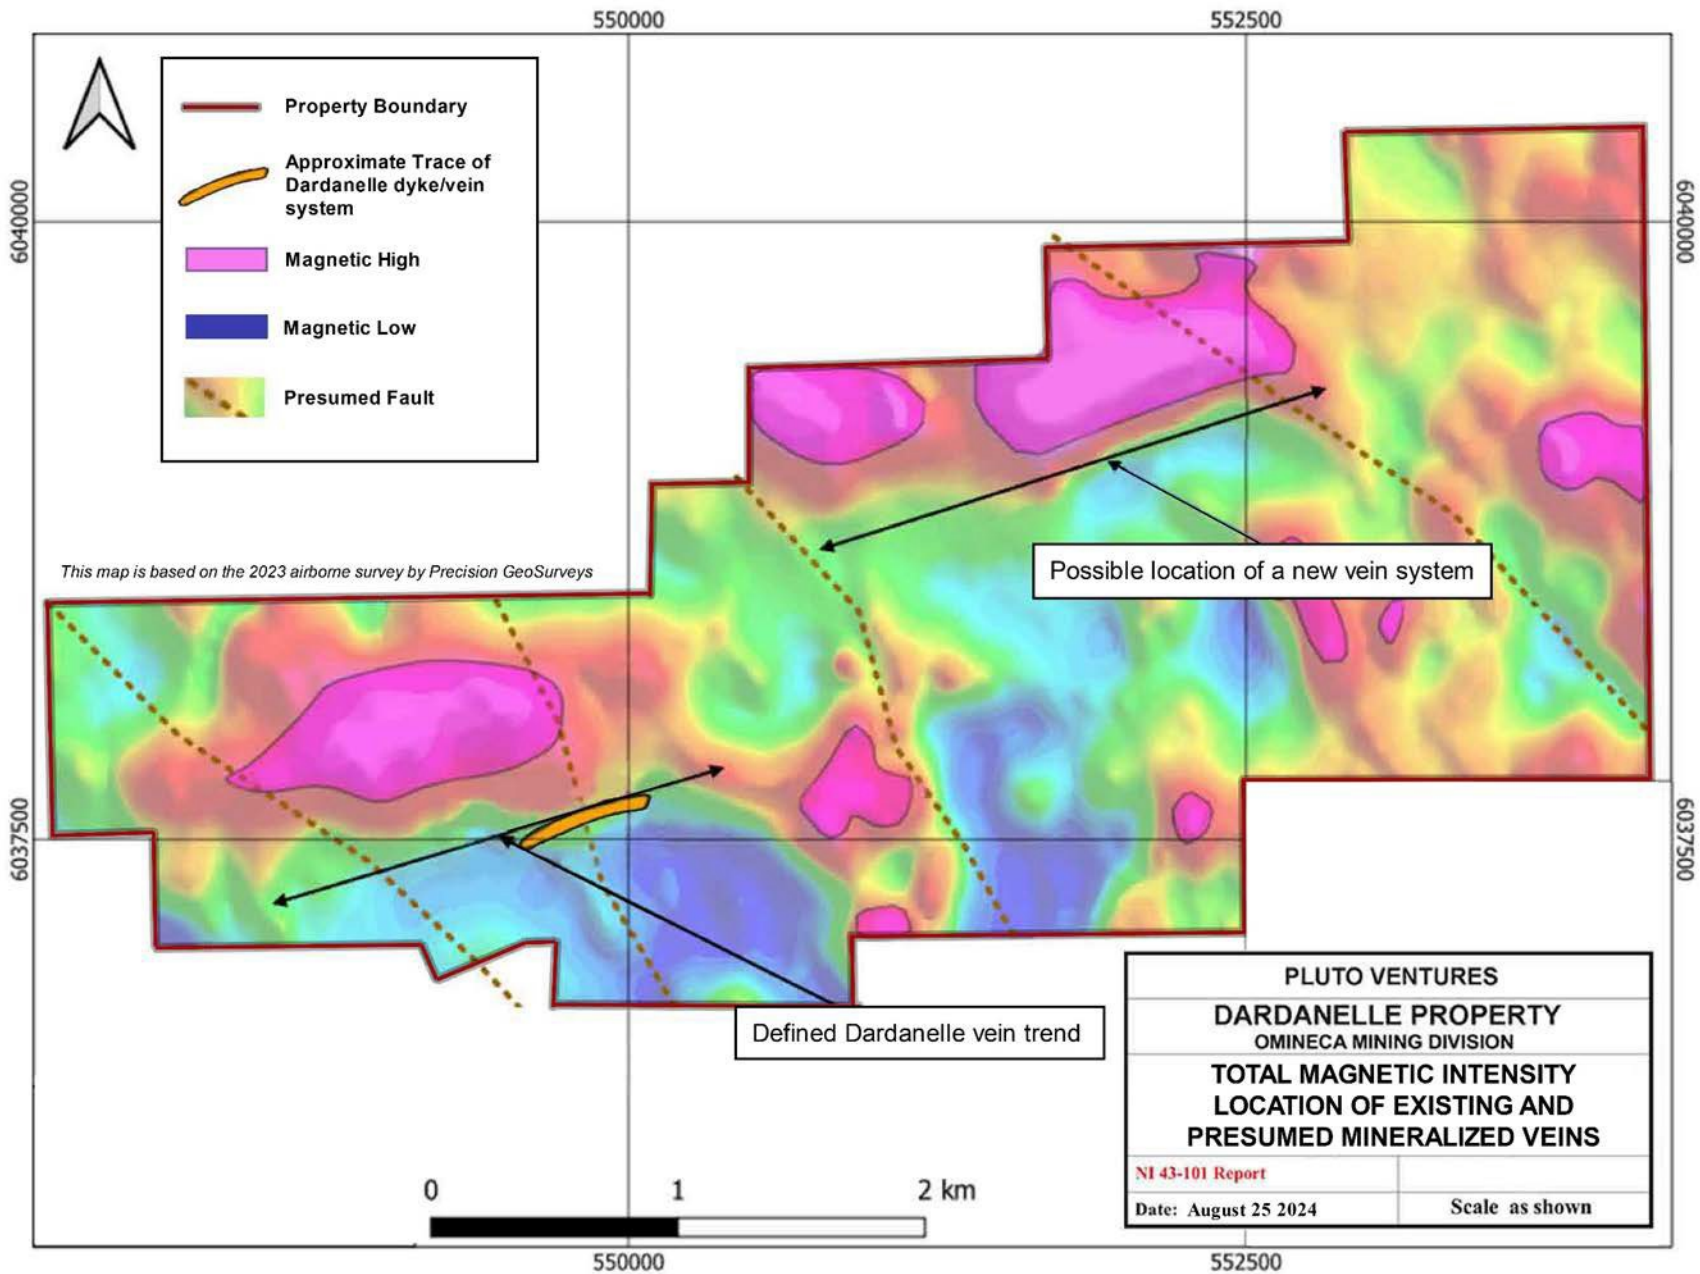 550000
552500
Property Boundary
Approximate Trace of
Dardanelle dyke/vein
system
Magnetic High
Magnetic Low
Presumed Fault
6040000
6040000
This map is based on the 2023 airborne survey by Precision GeoSurveys
Possible location of a new vein system
6037500
6037500
Defined Dardanelle vein trend
PLUTO VENTURES
DARDANELLE PROPERTY
OMINECA MINING DIVISION
TOTAL MAGNETIC INTENSITY
LOCATION OF EXISTING AND
PRESUMED MINERALIZED VEINS
NI 43-101 Report
Date: August 25 2024
Scale as shown
0 1 2 km
550000
552500